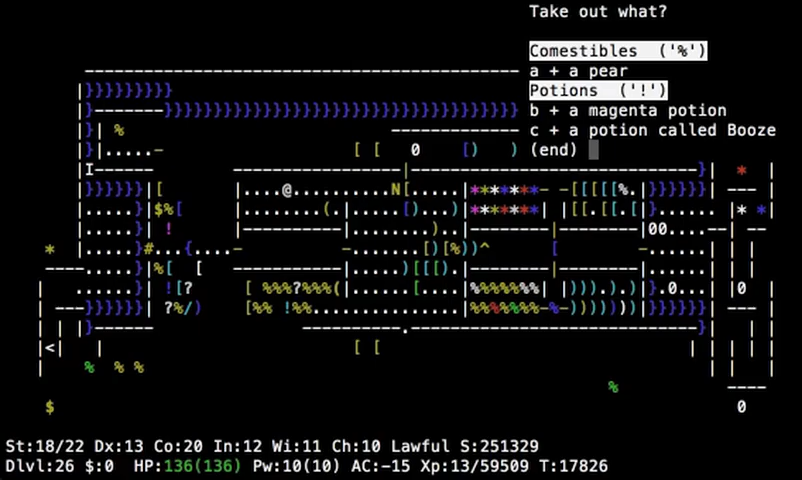 Take out what?
Comestibles  ('%')
a + a pear
Potions  ('!')
b + a magenta potion
c + a potion called Booze
(end)
St:18/22 Dx:13 Co:20 In:12 Wi:11 Ch:10 Lawful S:251329
Dlvl:26 $:0  HP:136(136) Pw:10(10) AC:-15 Xp:13/59509 T:17826